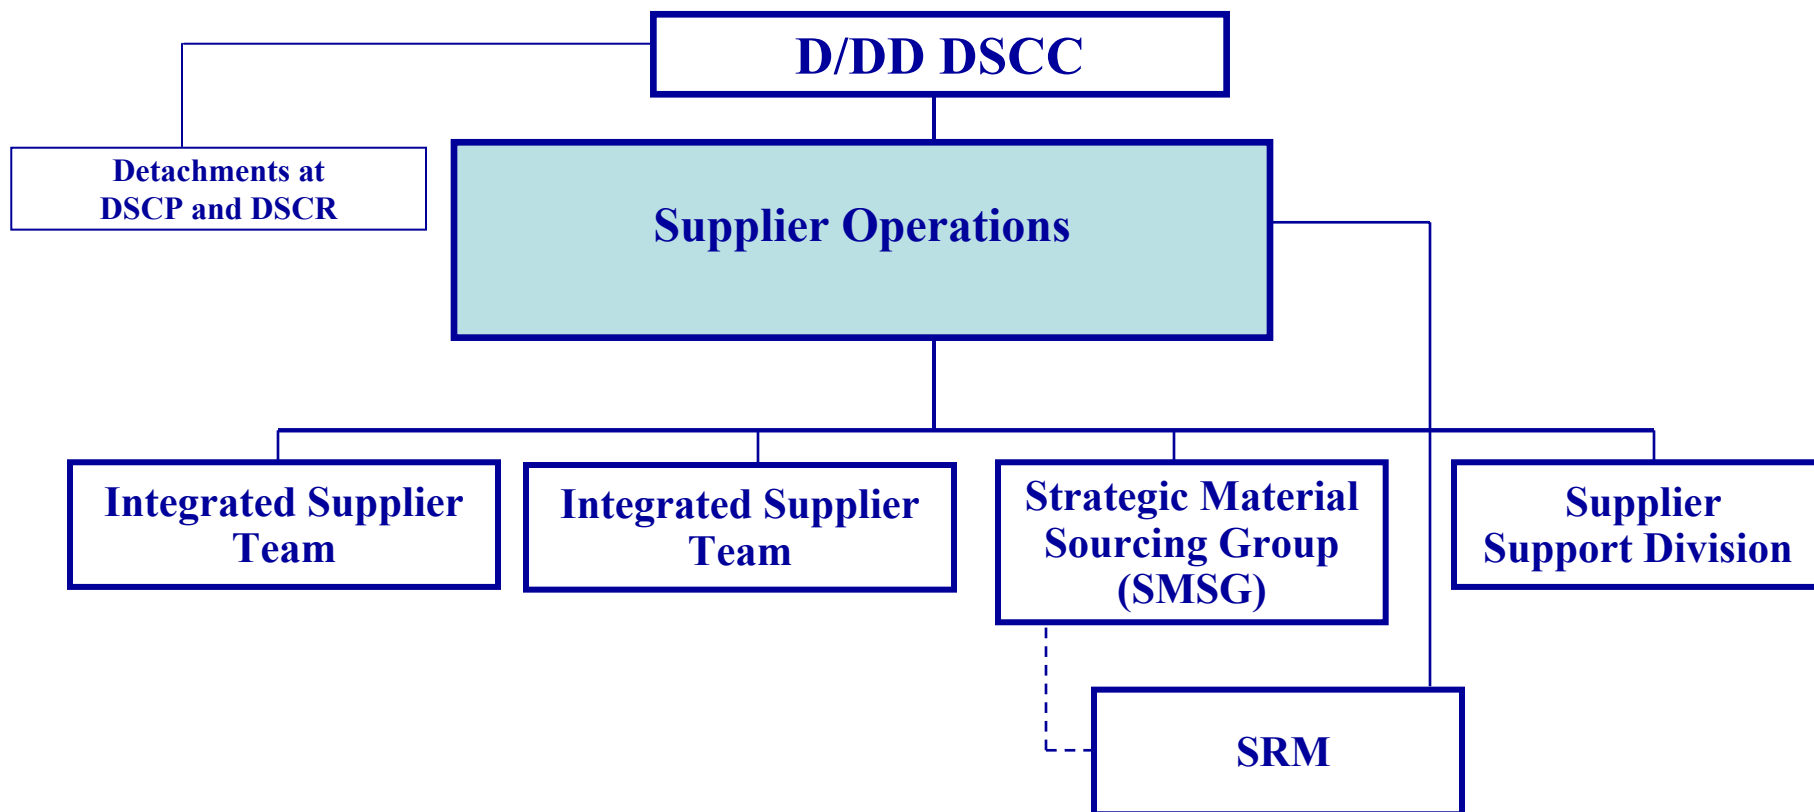 D/DD DSCC
Detachments at
DSCP and DSCR
Supplier Operations
Integrated Supplier
Team
Integrated Supplier
Team
Strategic Material
Sourcing Group
(SMSG)
Supplier
Support Division
SRM